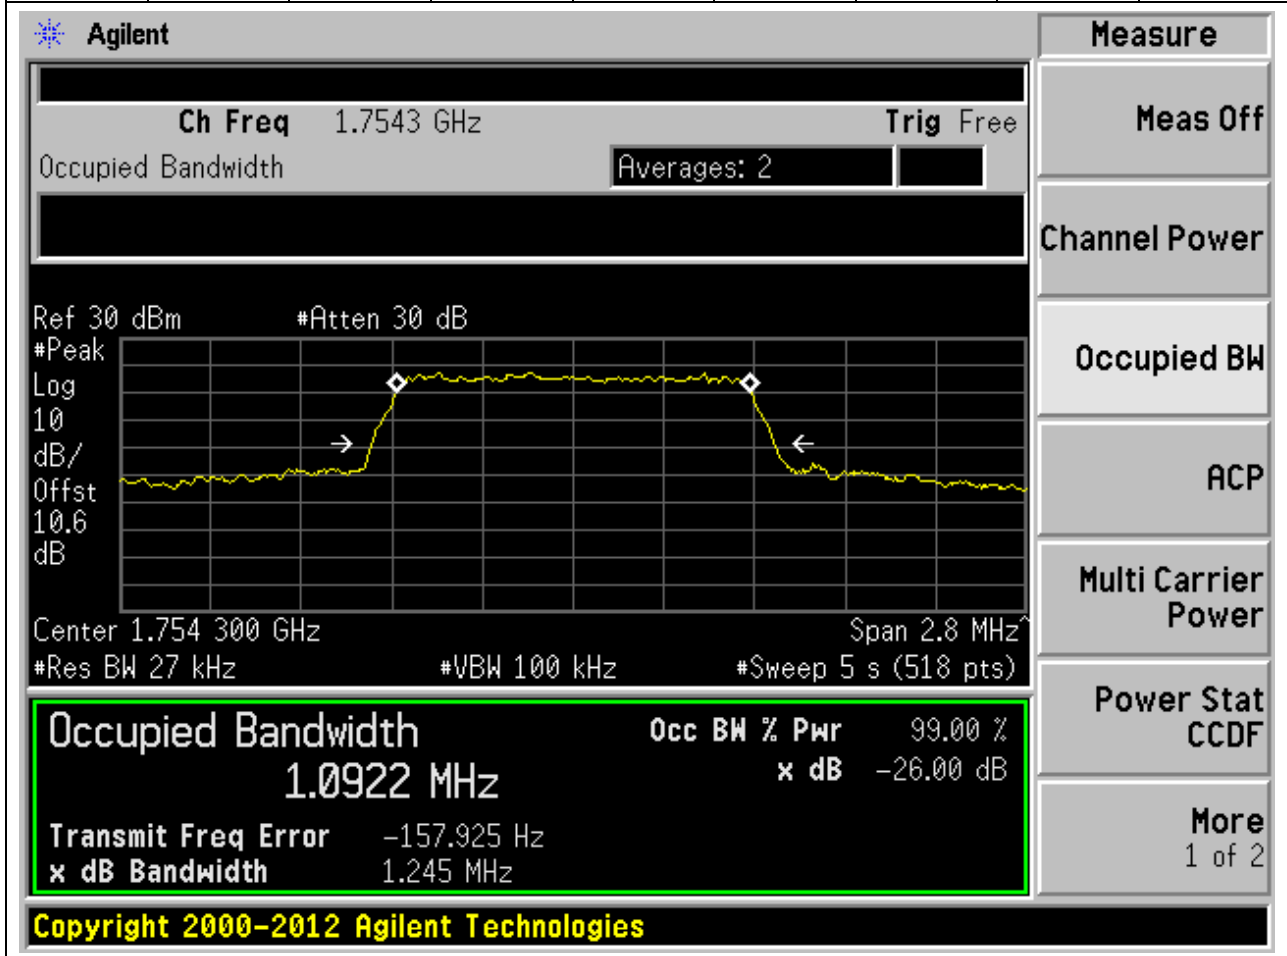 Agilent
Measure
Ch Freq 1.7543 GHz Trig Free
Occupied Bandwidth Averages: 2
Ref 30 dBm #Atten 30 dB
#Peak
Log
10
dB/
Offst
10.6
dB
Center 1.754 300 GHz Span 2.8 MHz^
#Res BW 27 kHz #VBW 100 kHz #Sweep 5 s (518 pts)
Occupied Bandwidth Occ BW % Pwr 99.00 %
1.0922 MHz x dB -26.00 dB
Transmit Freq Error -157.925 Hz
x dB Bandwidth 1.245 MHz
Copyright 2000-2012 Agilent Technologies
Meas Off
Channel Power
Occupied BW
ACP
Multi Carrier
Power
Power Stat
CCDF
More
1 of 2